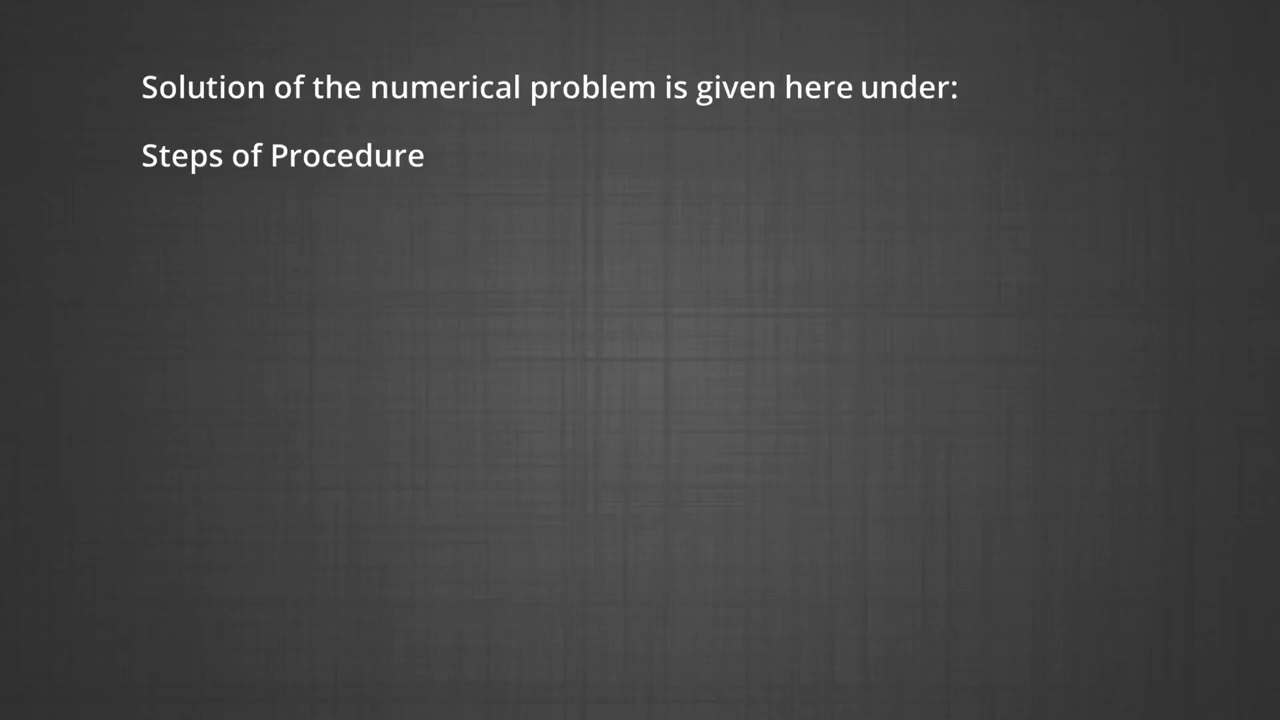 Solution of the numerical problem is given here under:
Steps of Procedure